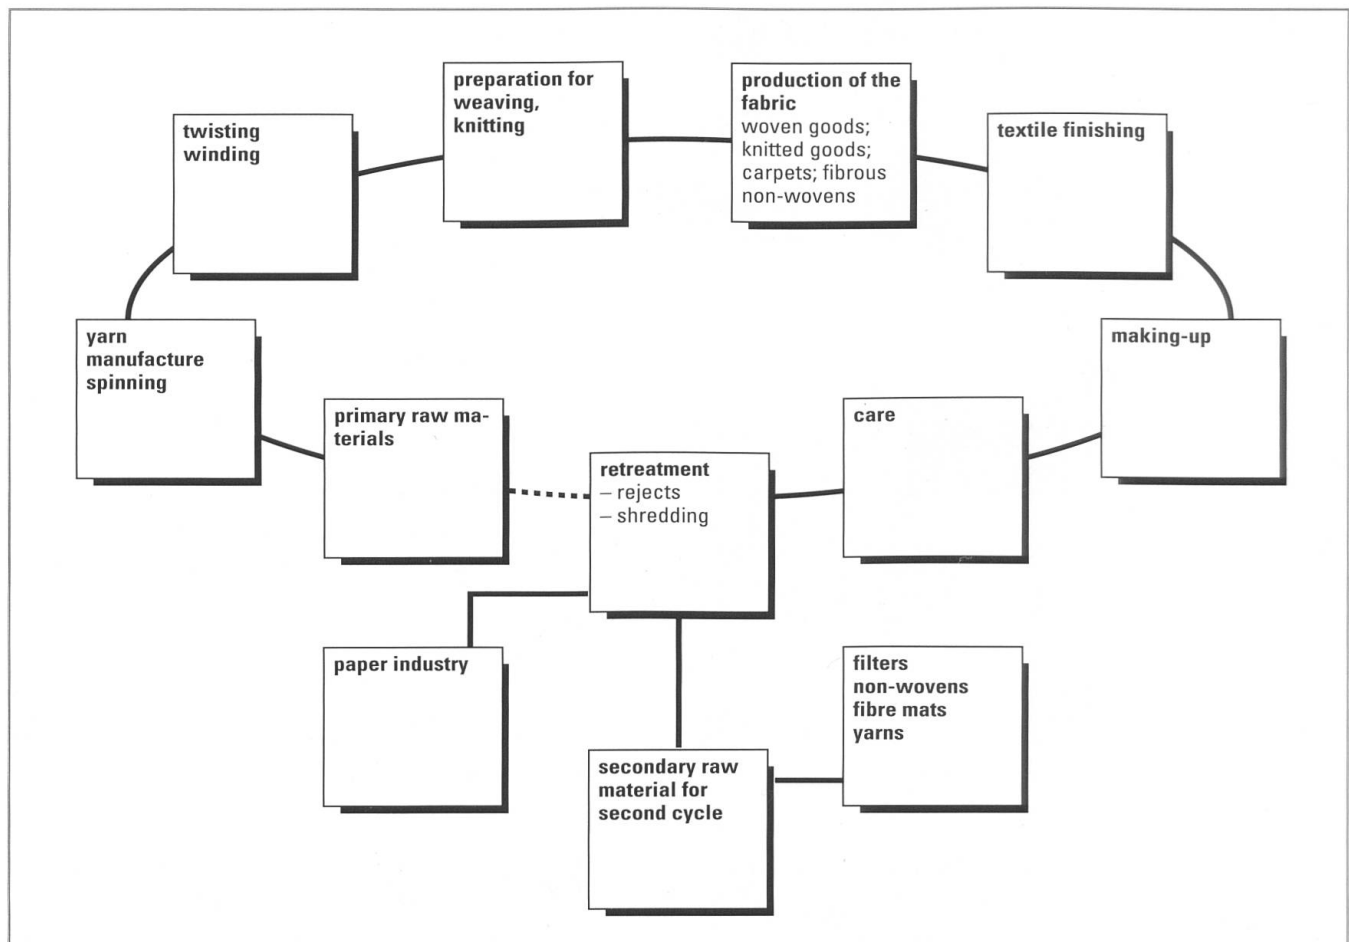 preparation for
weaving,
knitting
production of the
fabric
woven goods;
knitted goods;
carpets; fibrous
non-wovens
twisting
winding
textile finishing
yarn
manufacture
spinning
making-up
primary raw ma-
terials
care
retreatment
– rejects
– shredding
paper industry
filters
non-wovens
fibre mats
yarns
secondary raw
material for
second cycle